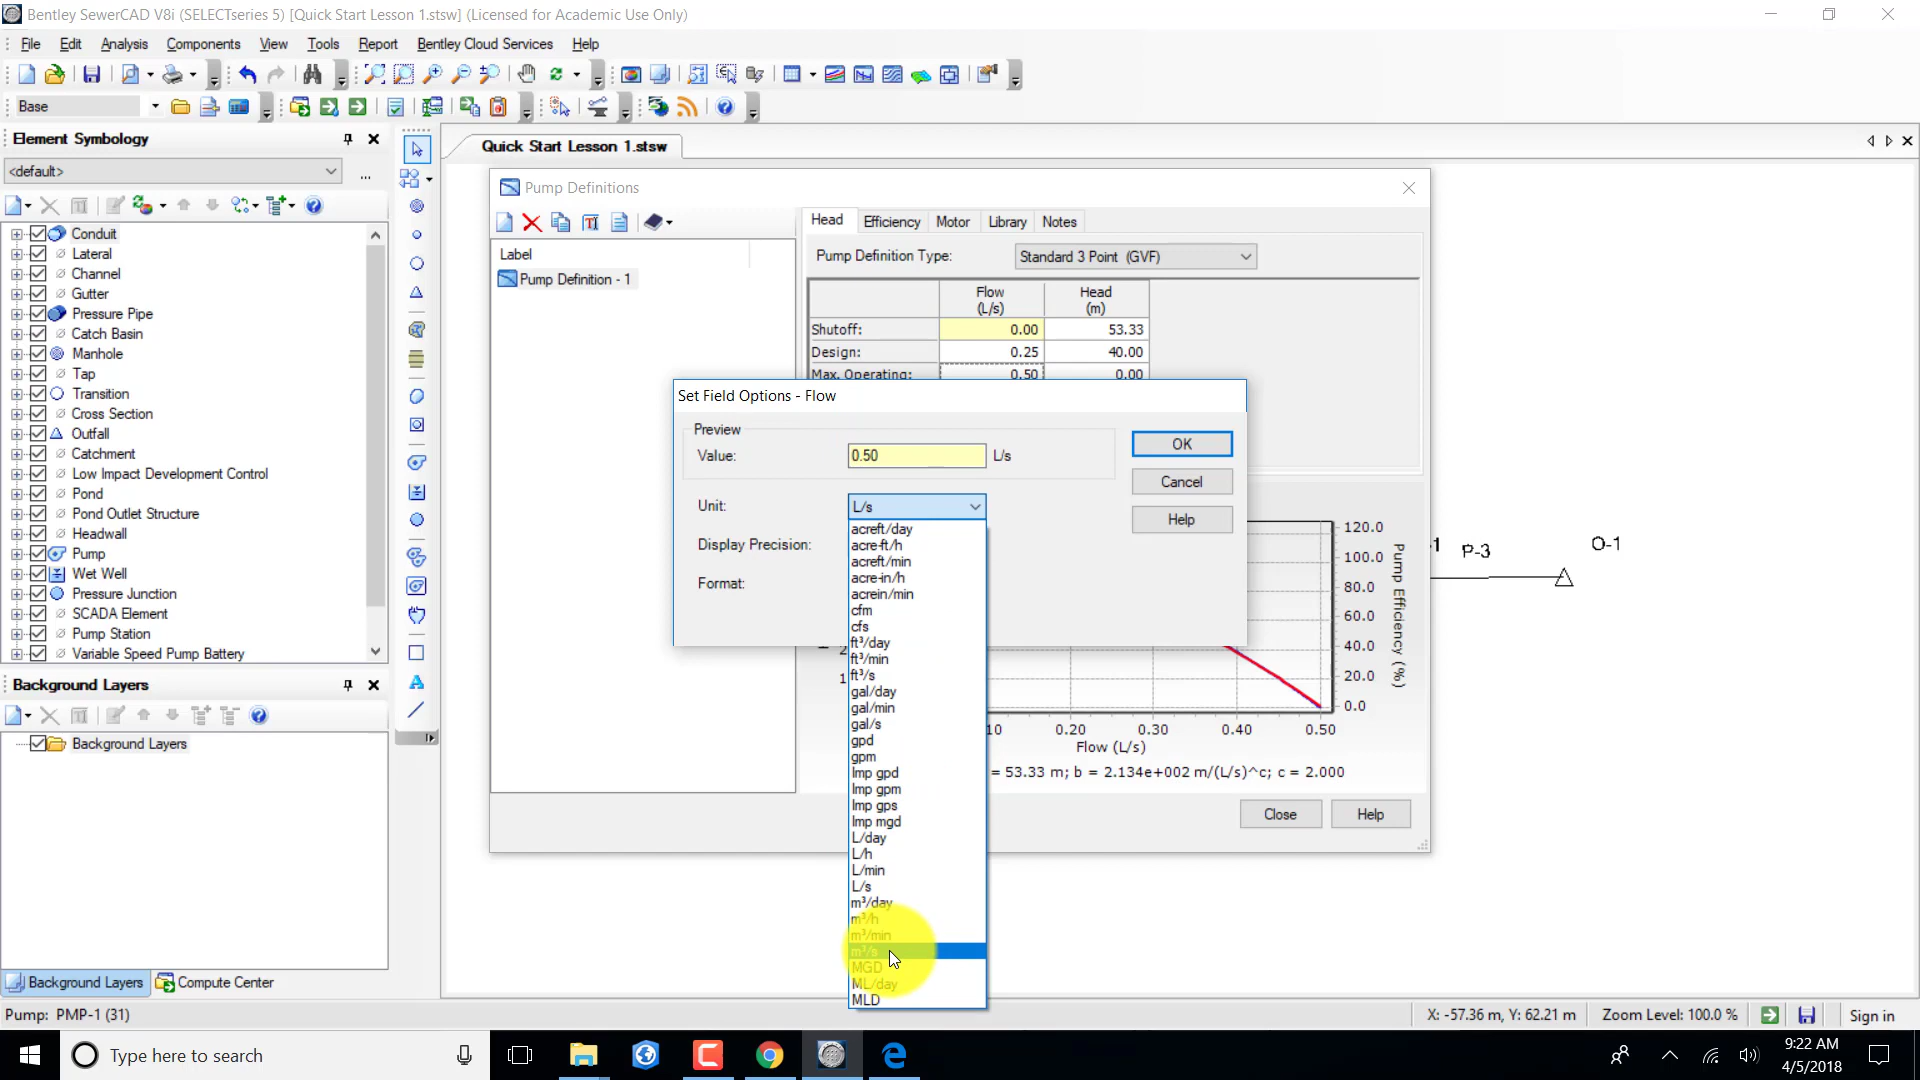 Bentley SewerCAD V8i (SELECTseries 5) [Quick Start Lesson 1.stsw] (Licensed for Academic Use Only)
File Edit Analysis Components View Tools Report Bentley Cloud Services Help
Base
Element Symbology
<default>
...
Conduit
Lateral
Channel
Gutter
Pressure Pipe
Catch Basin
Manhole
Tap
Transition
Cross Section
Outfall
Catchment
Low Impact Development Control
Pond
Pond Outlet Structure
Headwall
Pump
Wet Well
Pressure Junction
SCADA Element
Pump Station
Variable Speed Pump Battery
Background Layers
Background Layers
Background Layers Compute Center
Pump: PMP-1 (31)
Quick Start Lesson 1.stsw
Pump Definitions
Label
Pump Definition - 1
Head Efficiency Motor Library Notes
Pump Definition Type: Standard 3 Point (GVF)
Flow (L/s) Head (m)
Shutoff: 0.00 53.33
Design: 0.25 40.00
Max. Operating: 0.50 0.00
Set Field Options - Flow
Preview
Value: 0.50 L/s
Unit: L/s
Display Precision:
Format:
OK
Cancel
Help
acreft/day
acre-ft/h
acreft/min
acre-in/h
acrein/min
cfm
cfs
ft³/day
ft³/min
ft³/s
gal/day
gal/min
gal/s
gpd
gpm
Imp gpd
Imp gpm
Imp gps
Imp mgd
L/day
L/h
L/min
L/s
m³/day
m³/h
m³/min
m³/s
MGD
ML/day
MLD
120.0
100.0
80.0
60.0
40.0
20.0
0.0
Pump Efficiency (%)
2
1
10 0.20 0.30 0.40 0.50
Flow (L/s)
= 53.33 m; b = 2.134e+002 m/(L/s)^c; c = 2.000
Close Help
-1 P-3 O-1
X: -57.36 m, Y: 62.21 m Zoom Level: 100.0 % Sign in
Type here to search
9:22 AM
4/5/2018